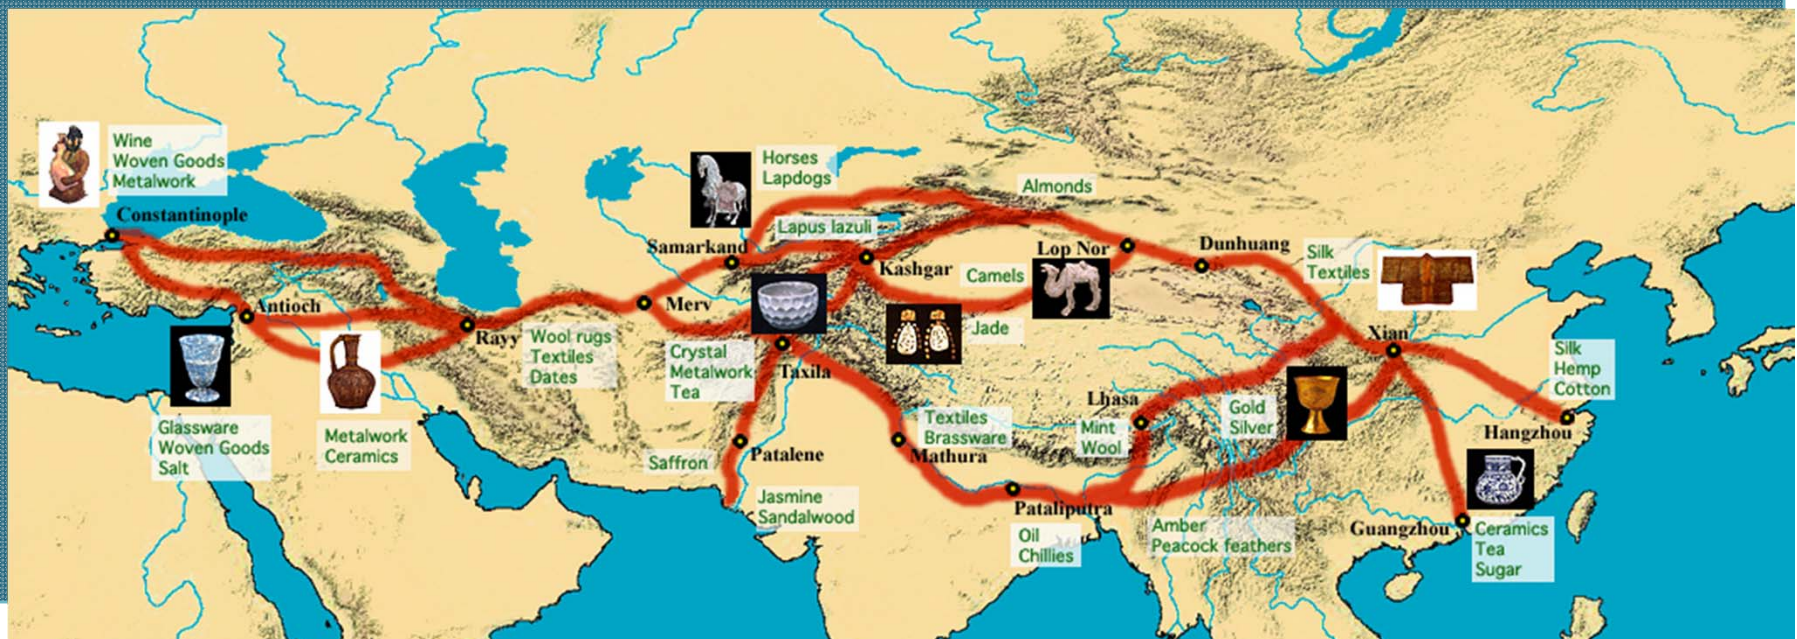 Wine
Woven Goods
Metalwork
Constantinople
Horses
Lapdogs
Almonds
Lapus lazuli
Samarkand
Kashgar
Camels
Lop Nor
Dunhuang
Silk
Textiles
Antioch
Merv
Jade
Rayy
Wool rugs
Textiles
Dates
Crystal
Metalwork
Tea
Taxila
Xian
Silk
Hemp
Cotton
Glassware
Woven Goods
Salt
Metalwork
Ceramics
Saffron
Patalene
Jasmine
Sandalwood
Textiles
Brassware
Mathura
Lhasa
Mint
Wool
Gold
Silver
Hangzhou
Pataliputra
Oil
Chillies
Amber
Peacock feathers
Guangzhou
Ceramics
Tea
Sugar